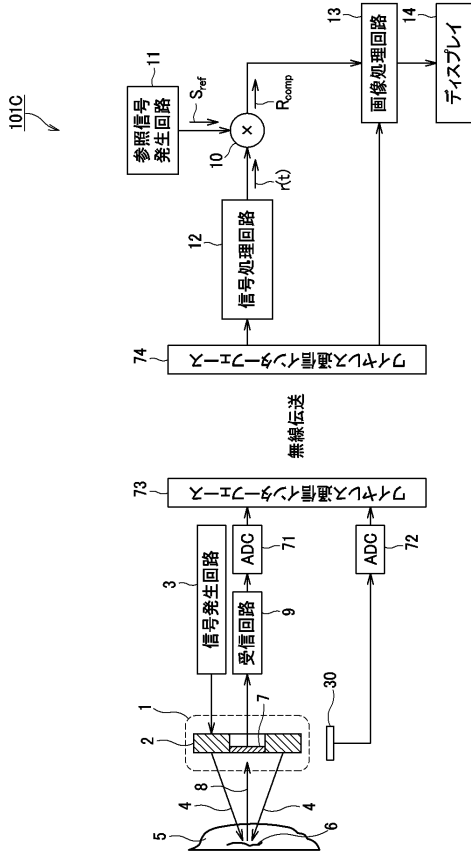 101C
1
2
3
信号発生回路
4
4
5
6
7
8
受信回路
9
ADC
71
ADC
72
30
73
ワイヤレス通信インターフェース
無線伝送
74
ワイヤレス通信インターフェース
信号処理回路
12
r(t)
10
×
参照信号
発生回路
11
Sref
Rcomp
画像処理回路
13
ディスプレイ
14